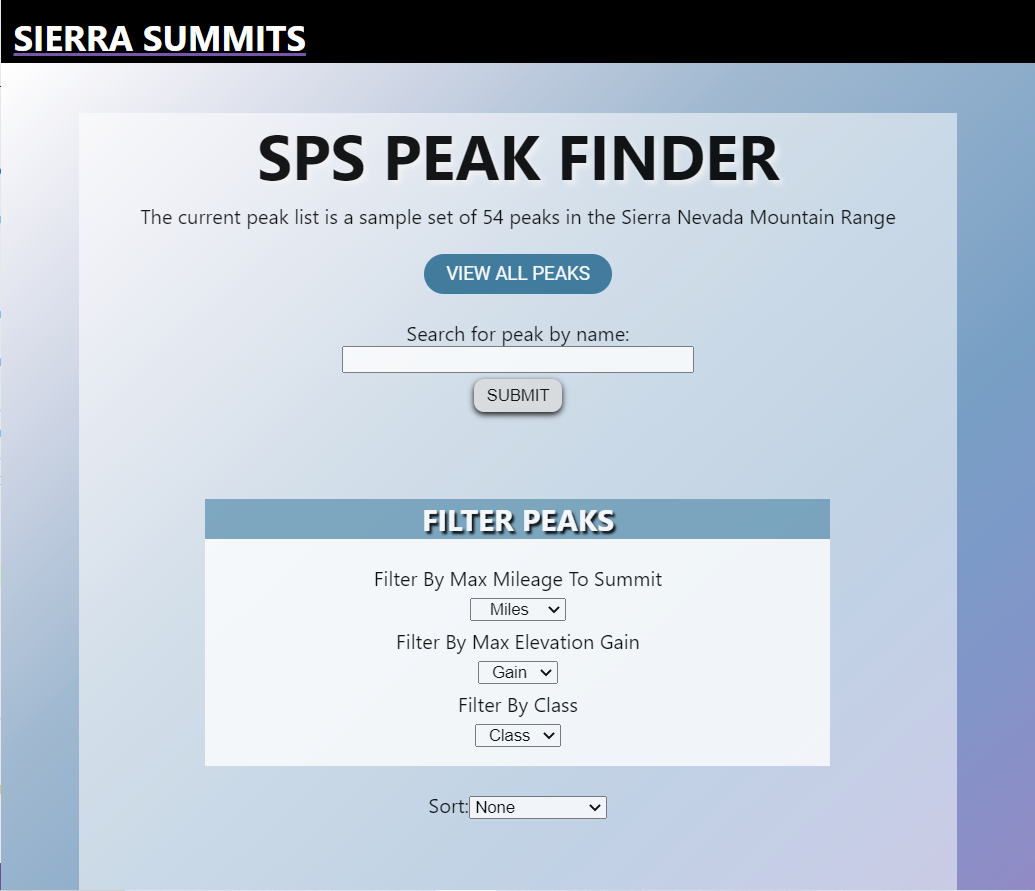 SIERRA SUMMITS
SPS PEAK FINDER
The current peak list is a sample set of 54 peaks in the Sierra Nevada Mountain Range
VIEW ALL PEAKS
Search for peak by name:
SUBMIT
FILTER PEAKS
Filter By Max Mileage To Summit
Miles
Filter By Max Elevation Gain
Gain
Filter By Class
Class
Sort: None